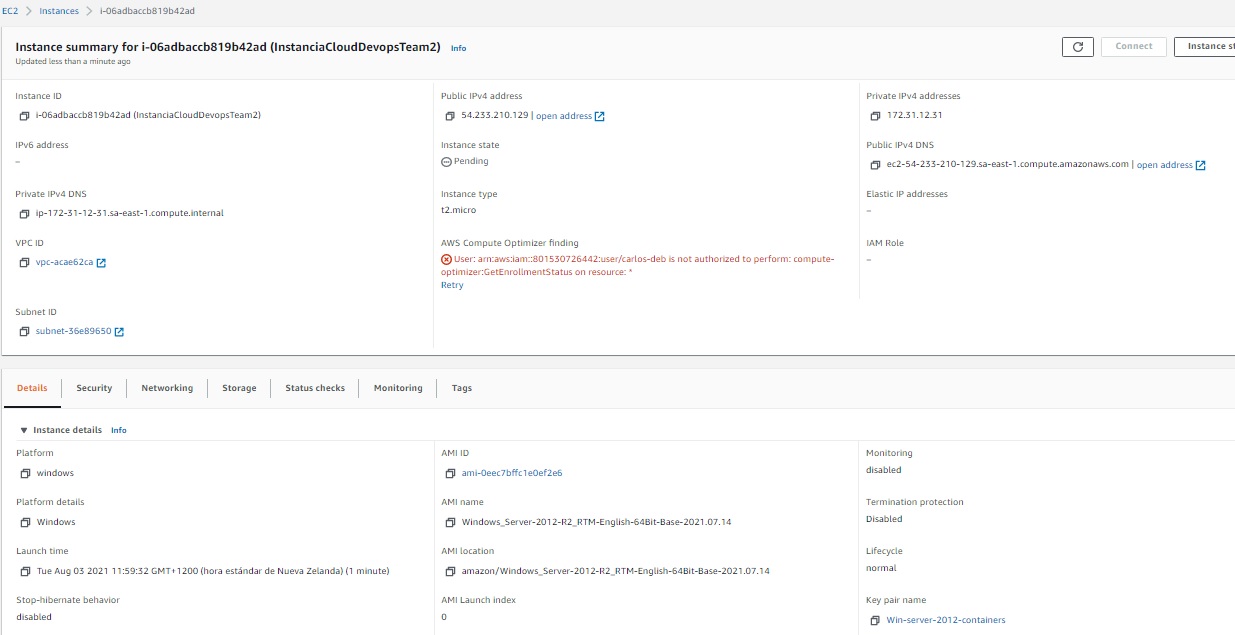 EC2 > Instances > i-06adbaccb819b42ad
Instance summary for i-06adbaccb819b42ad (InstanciaCloudDevopsTeam2) Info
Updated less than a minute ago
Connect
Instance st
Instance ID
i-06adbaccb819b42ad (InstanciaCloudDevopsTeam2)
Public IPv4 address
54.233.210.129 | open address
Private IPv4 addresses
172.31.12.31
IPv6 address
–
Instance state
Pending
Public IPv4 DNS
ec2-54-233-210-129.sa-east-1.compute.amazonaws.com | open address
Private IPv4 DNS
ip-172-31-12-31.sa-east-1.compute.internal
Instance type
t2.micro
Elastic IP addresses
–
VPC ID
vpc-acae62ca
AWS Compute Optimizer finding
User: arn:aws:iam::801530726442:user/carlos-deb is not authorized to perform: compute-
optimizer:GetEnrollmentStatus on resource: *
Retry
IAM Role
–
Subnet ID
subnet-36e89650
Details
Security
Networking
Storage
Status checks
Monitoring
Tags
Instance details Info
Platform
windows
AMI ID
ami-0eec7bffc1e0ef2e6
Monitoring
disabled
Platform details
Windows
AMI name
Windows_Server-2012-R2_RTM-English-64Bit-Base-2021.07.14
Termination protection
Disabled
Launch time
Tue Aug 03 2021 11:59:32 GMT+1200 (hora estándar de Nueva Zelanda) (1 minute)
AMI location
amazon/Windows_Server-2012-R2_RTM-English-64Bit-Base-2021.07.14
Lifecycle
normal
Stop-hibernate behavior
disabled
AMI Launch index
0
Key pair name
Win-server-2012-containers